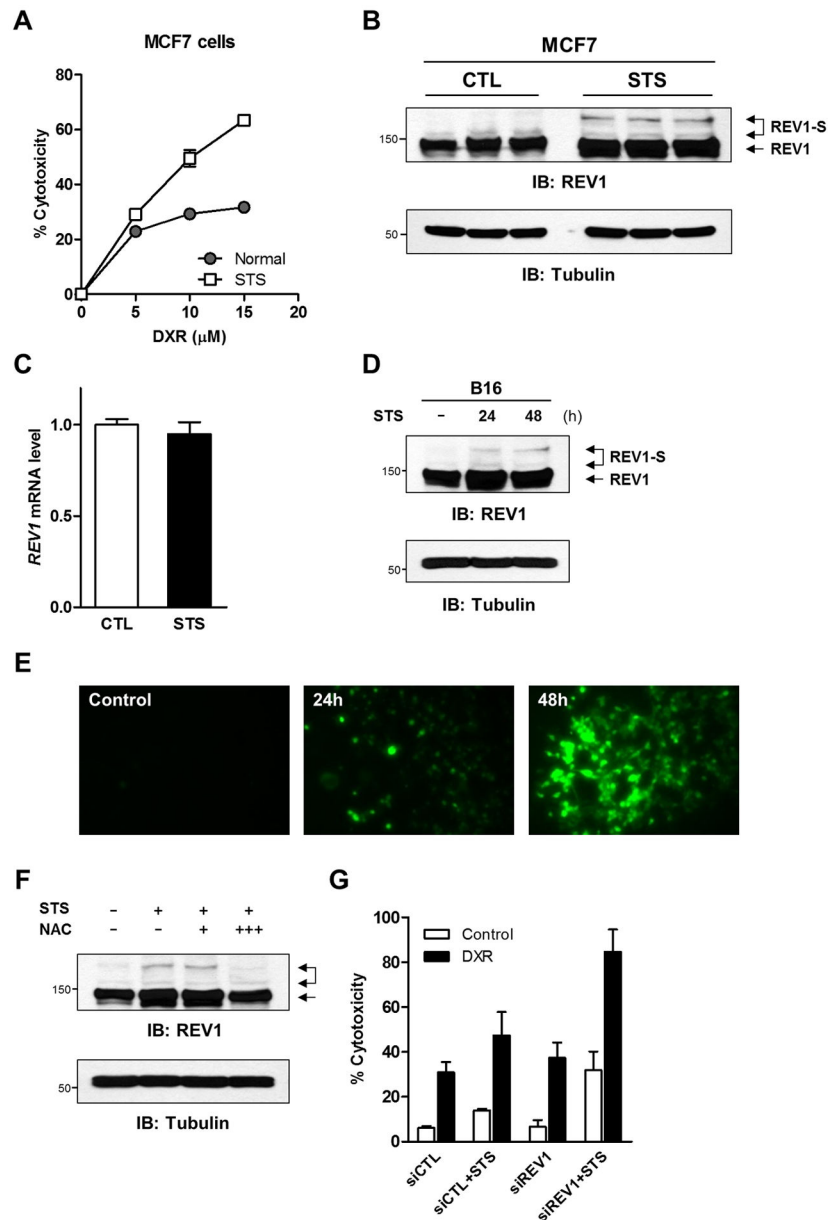 A
MCF7 cells
% Cytotoxicity
80
60
40
20
0
0 5 10 15 20
DXR (μM)
Normal
STS
B
MCF7
CTL STS
150
REV1-S
REV1
IB: REV1
50
IB: Tubulin
C
REV1 mRNA level
1.0
0.5
0.0
CTL STS
D
B16
STS – 24 48 (h)
150
REV1-S
REV1
IB: REV1
50
IB: Tubulin
E
Control
24h
48h
F
STS – + + +
NAC – – + +++
150
IB: REV1
50
IB: Tubulin
G
% Cytotoxicity
100
80
60
40
20
0
Control
DXR
siCTL
siCTL+STS
siREV1
siREV1+STS